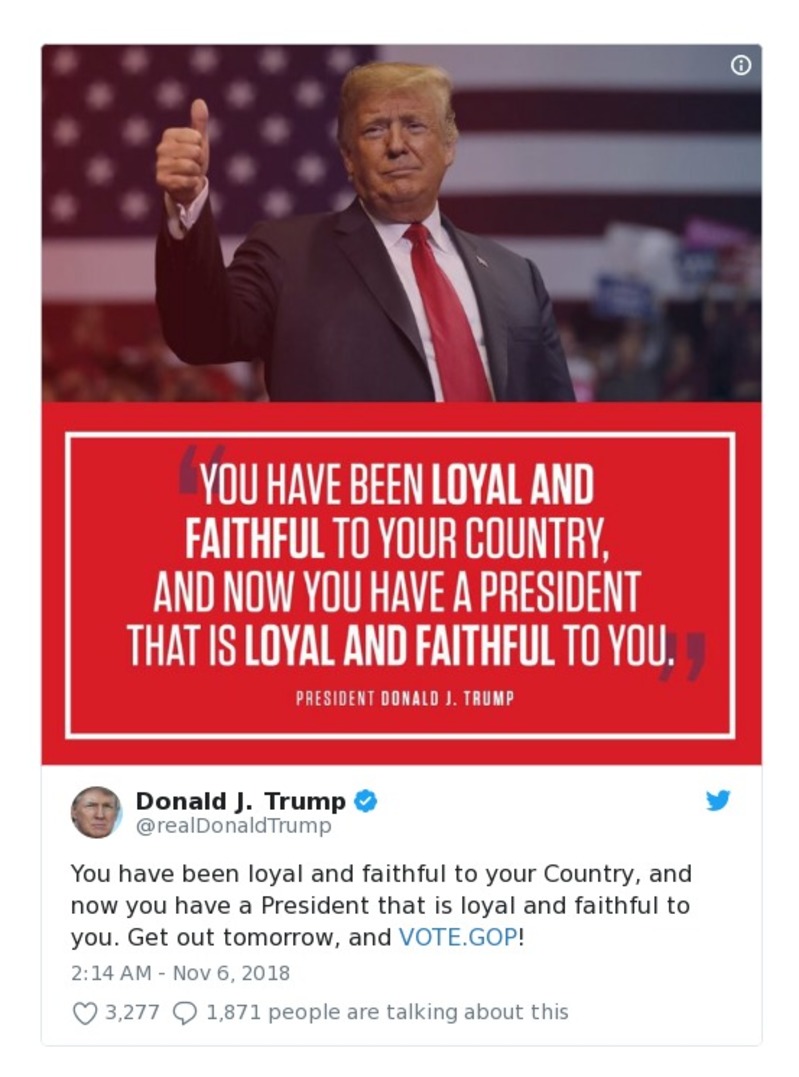 “YOU HAVE BEEN LOYAL AND
FAITHFUL TO YOUR COUNTRY,
AND NOW YOU HAVE A PRESIDENT
THAT IS LOYAL AND FAITHFUL TO YOU.”
PRESIDENT DONALD J. TRUMP
Donald J. Trump
@realDonaldTrump
You have been loyal and faithful to your Country, and
now you have a President that is loyal and faithful to
you. Get out tomorrow, and VOTE.GOP!
2:14 AM - Nov 6, 2018
3,277 1,871 people are talking about this